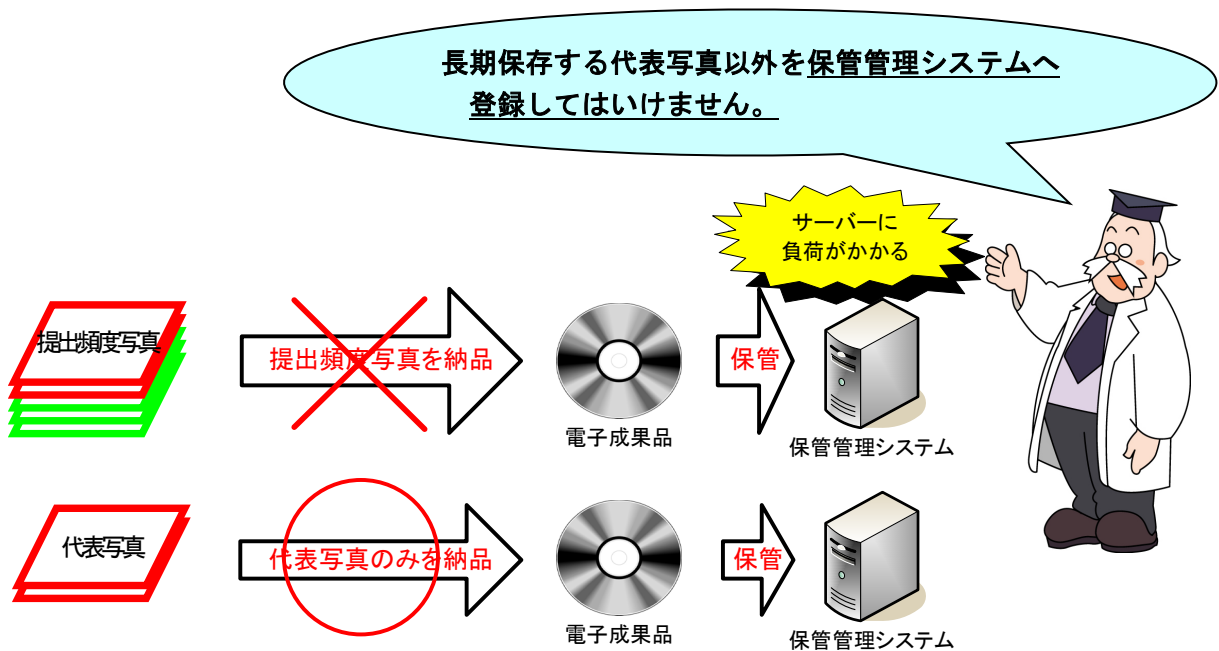 長期保存する代表写真以外を保管管理システムへ
登録してはいけません。
サーバーに
負荷がかかる
提出頻度写真
提出頻度写真を納品
保管
電子成果品
保管管理システム
代表写真
代表写真のみを納品
保管
電子成果品
保管管理システム